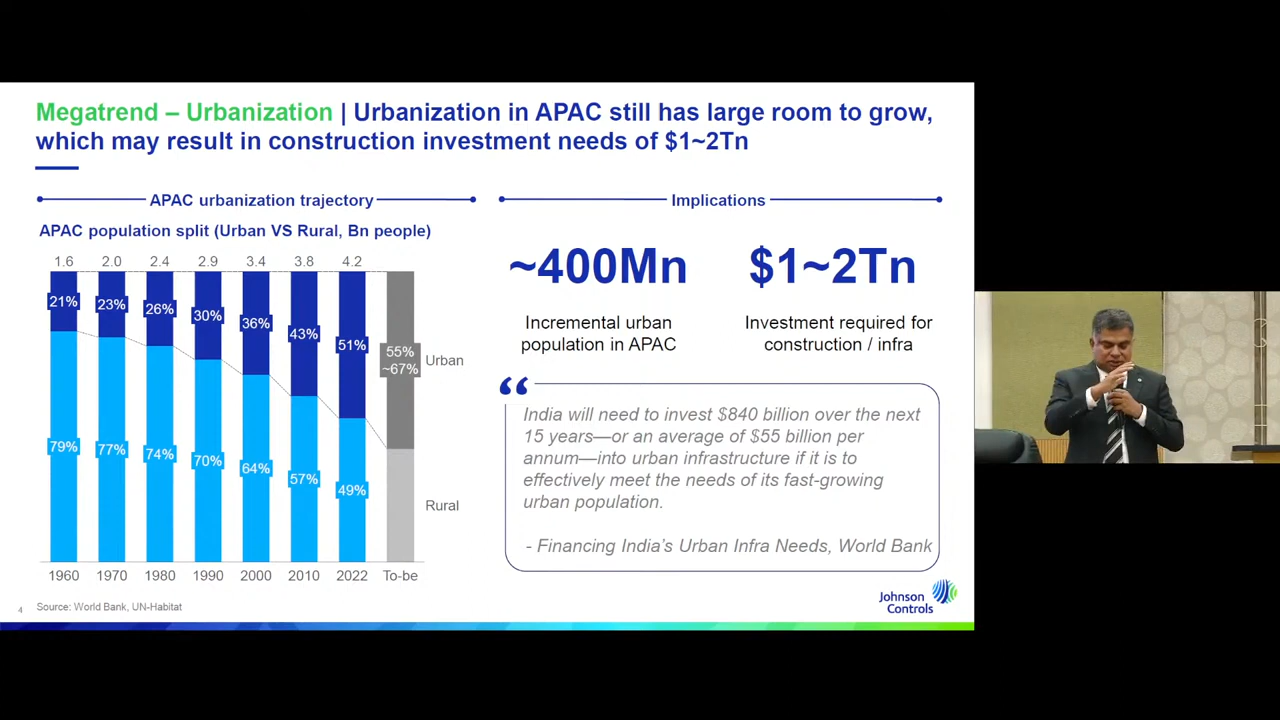 Megatrend – Urbanization | Urbanization in APAC still has large room to grow,
which may result in construction investment needs of $1~2Tn
APAC urbanization trajectory
APAC population split (Urban VS Rural, Bn people)
1.6 2.0 2.4 2.9 3.4 3.8 4.2
21% 23% 26% 30% 36% 43% 51% 55%
~67%
Urban
79% 77% 74% 70% 64% 57% 49%
Rural
1960 1970 1980 1990 2000 2010 2022 To-be
Implications
~400Mn
Incremental urban
population in APAC
$1~2Tn
Investment required for
construction / infra
“
India will need to invest $840 billion over the next
15 years—or an average of $55 billion per
annum—into urban infrastructure if it is to
effectively meet the needs of its fast-growing
urban population.
- Financing India’s Urban Infra Needs, World Bank
4 Source: World Bank, UN-Habitat
Johnson
Controls